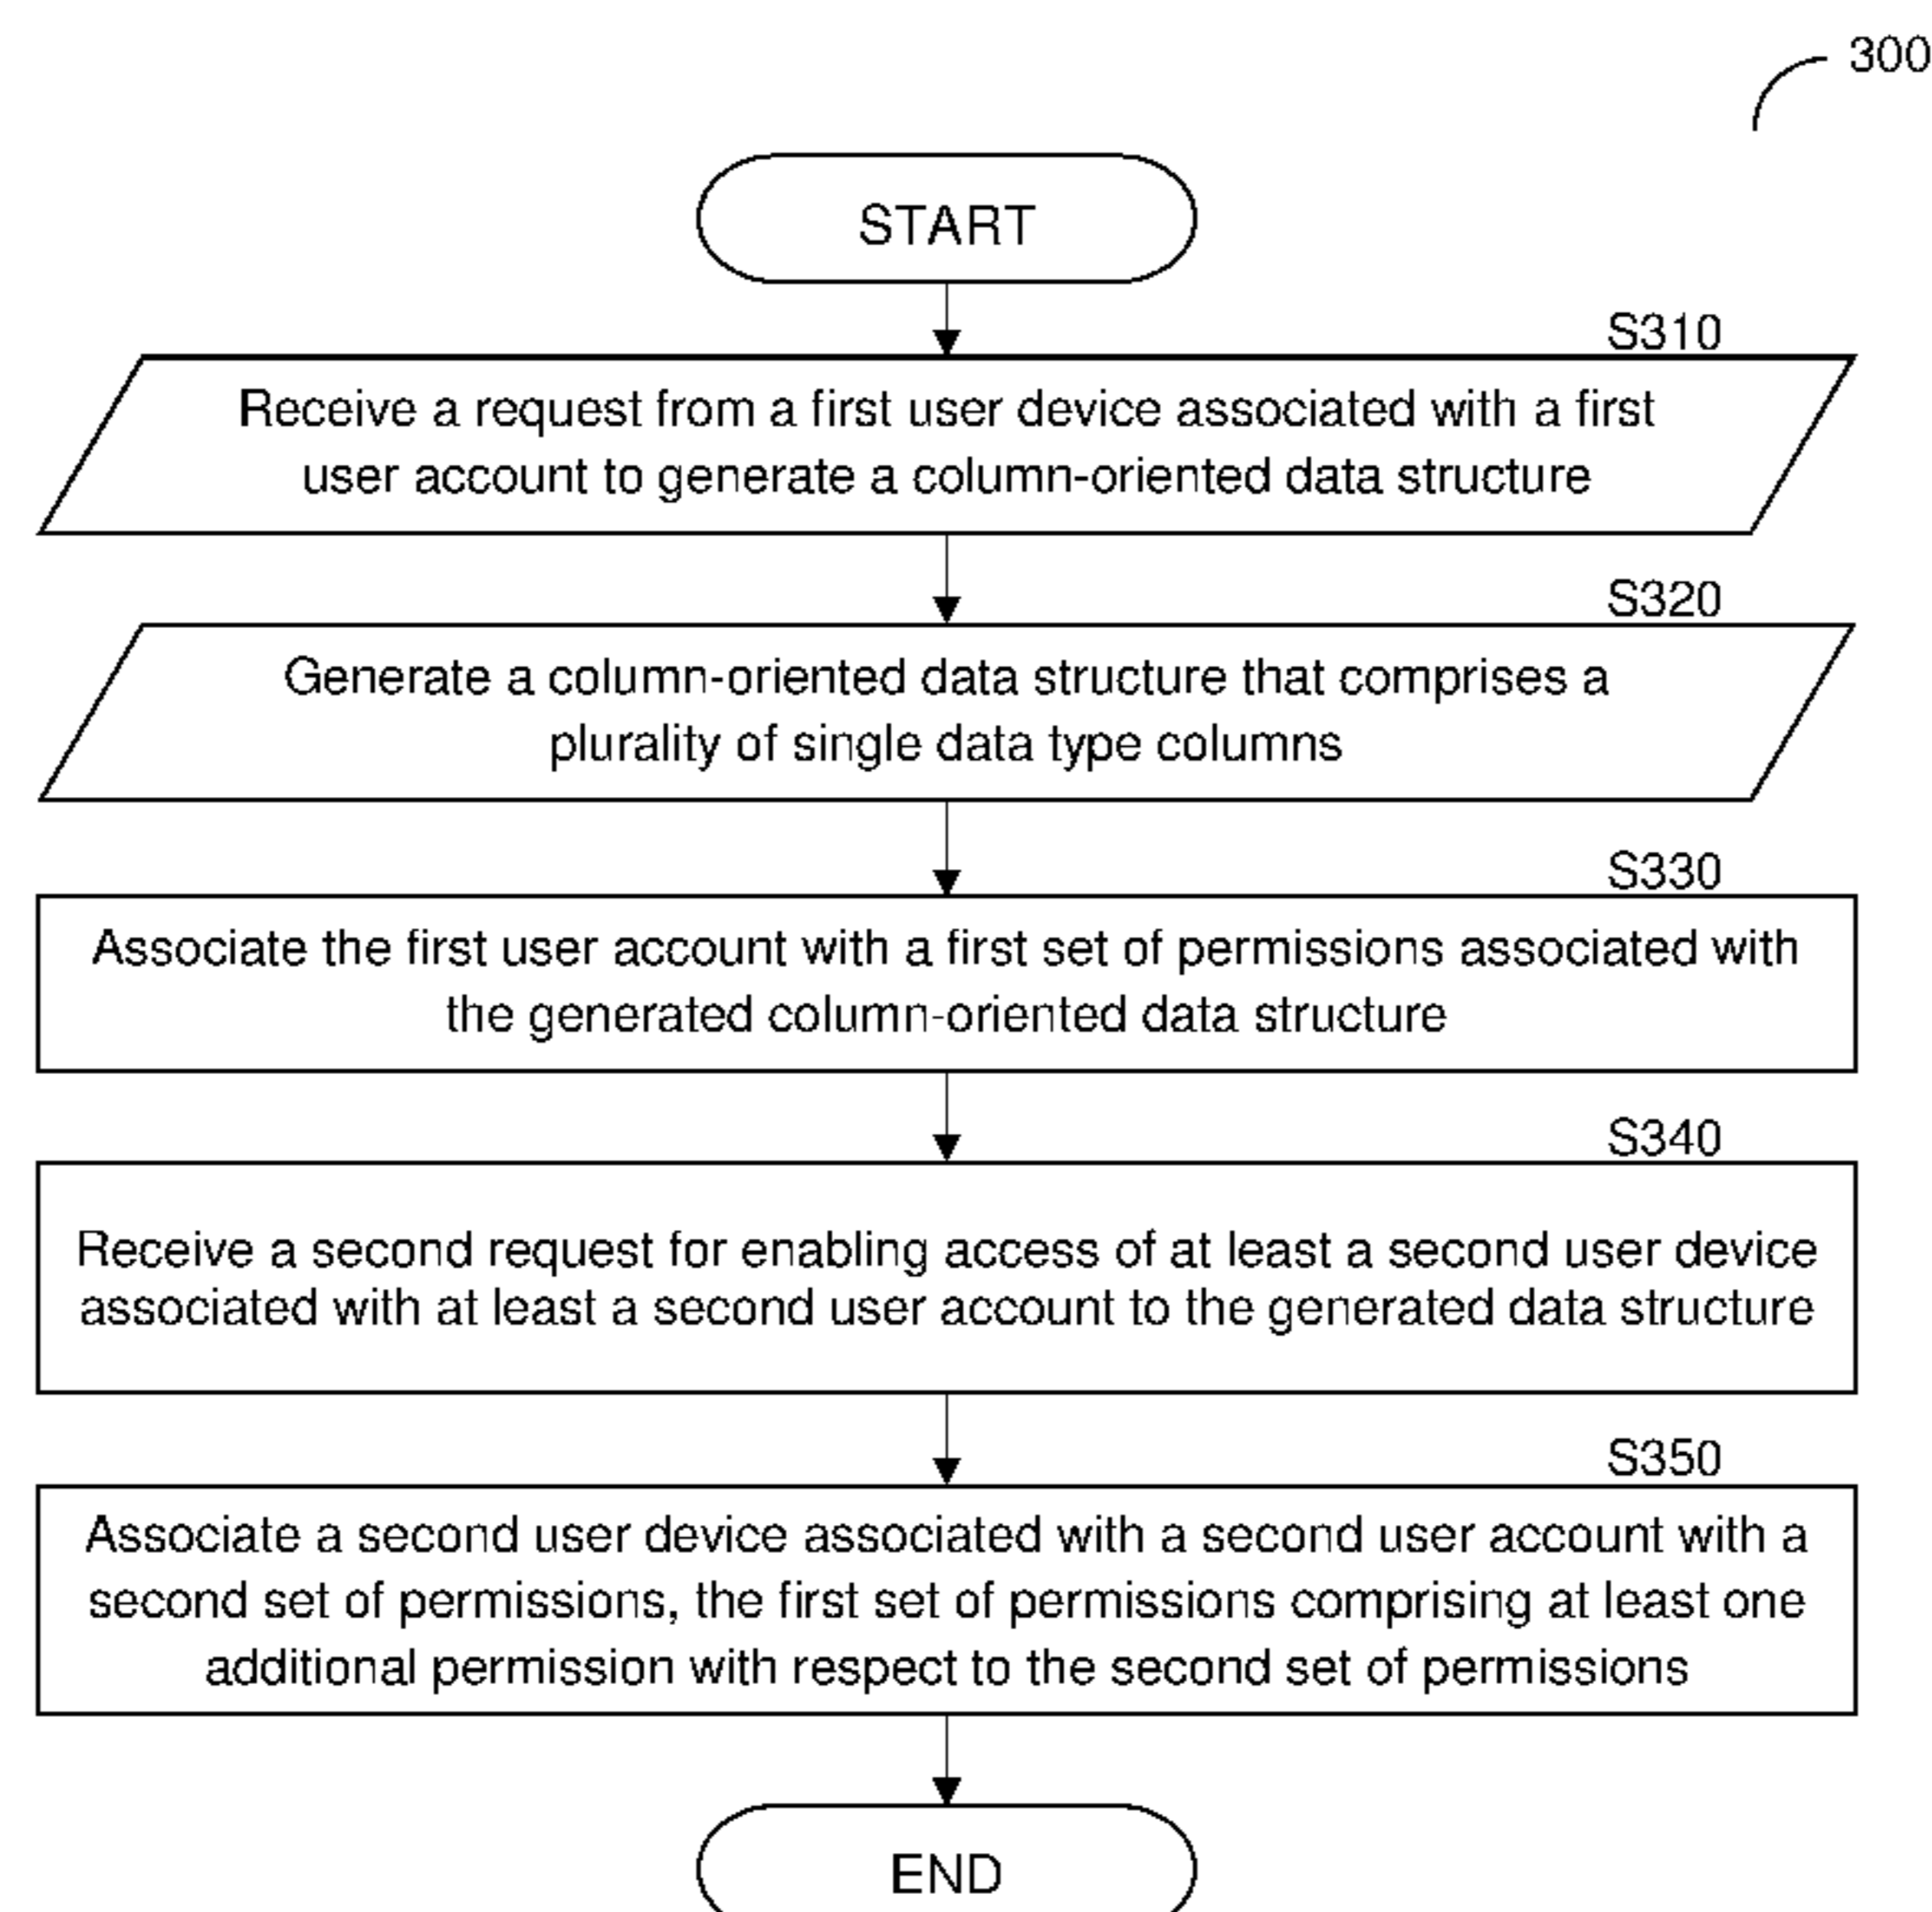 300
START
S310
Receive a request from a first user device associated with a first
user account to generate a column-oriented data structure
S320
Generate a column-oriented data structure that comprises a
plurality of single data type columns
S330
Associate the first user account with a first set of permissions associated with
the generated column-oriented data structure
S340
Receive a second request for enabling access of at least a second user device
associated with at least a second user account to the generated data structure
S350
Associate a second user device associated with a second user account with a
second set of permissions, the first set of permissions comprising at least one
additional permission with respect to the second set of permissions
END